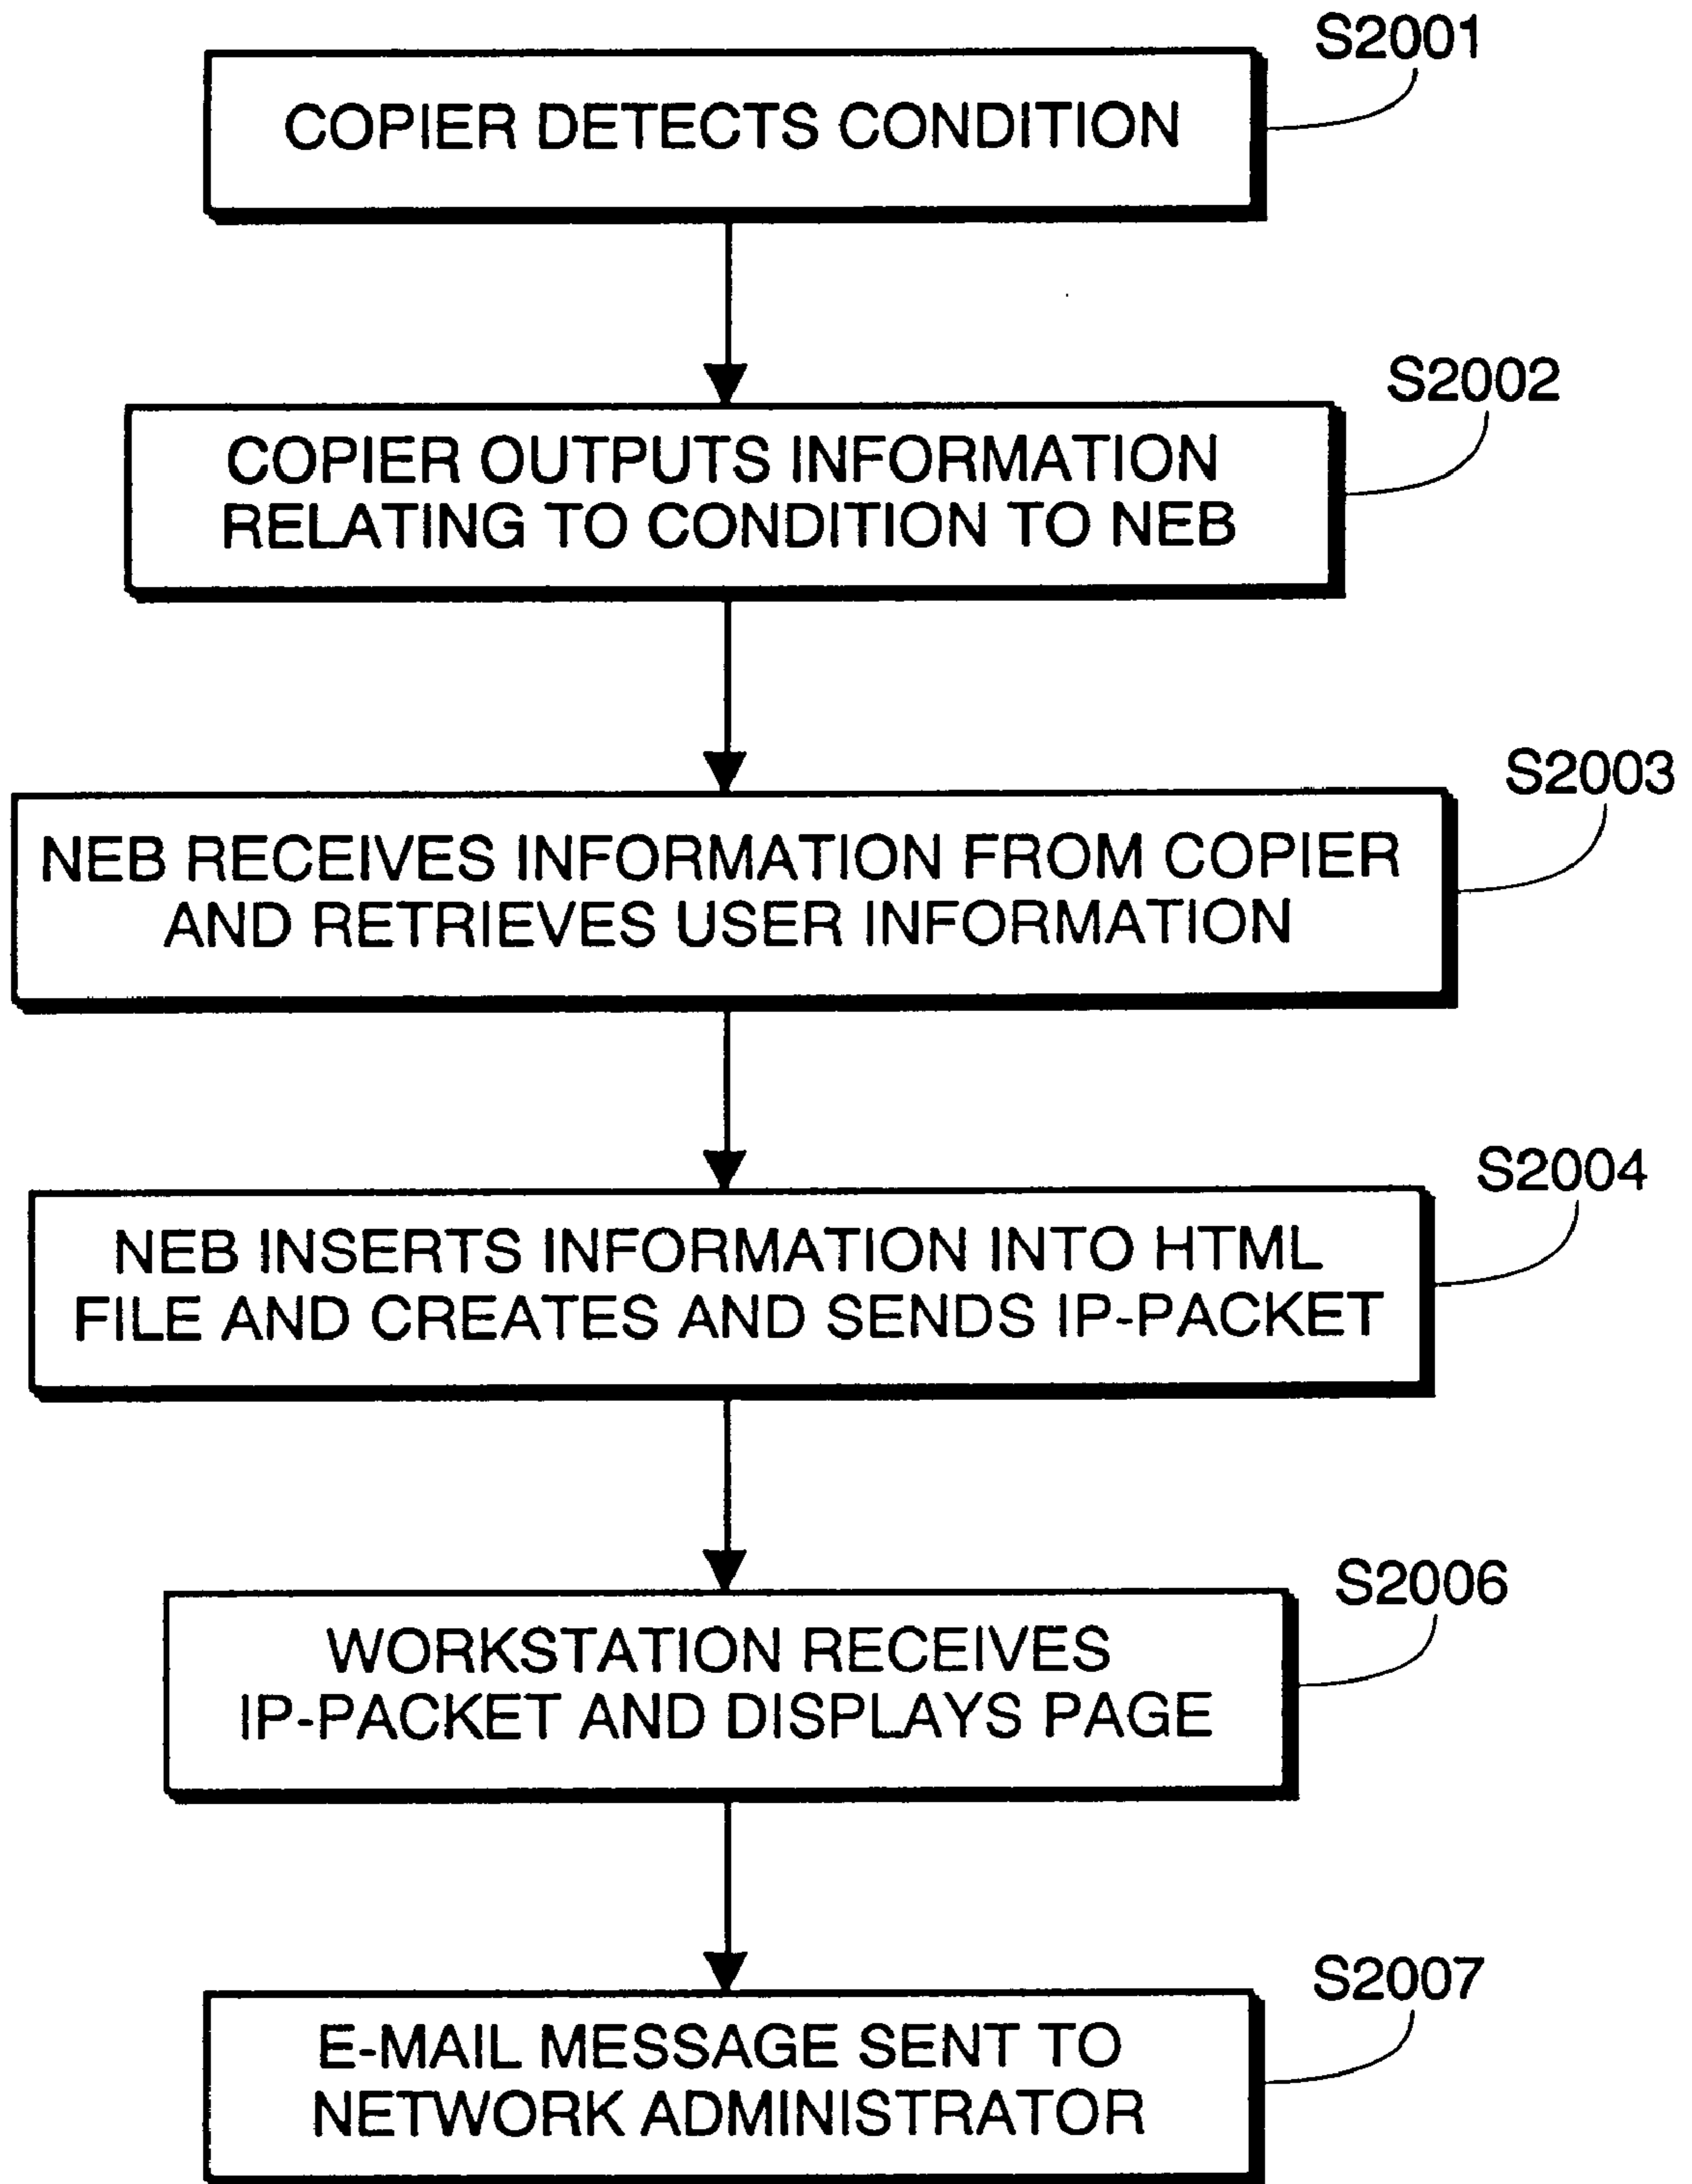 S2001
COPIER DETECTS CONDITION
S2002
COPIER OUTPUTS INFORMATION
RELATING TO CONDITION TO NEB
S2003
NEB RECEIVES INFORMATION FROM COPIER
AND RETRIEVES USER INFORMATION
S2004
NEB INSERTS INFORMATION INTO HTML
FILE AND CREATES AND SENDS IP-PACKET
S2006
WORKSTATION RECEIVES
IP-PACKET AND DISPLAYS PAGE
S2007
E-MAIL MESSAGE SENT TO
NETWORK ADMINISTRATOR